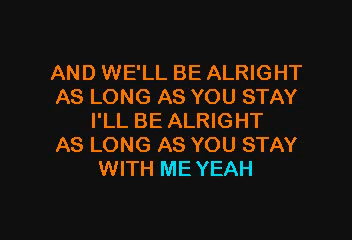 AND WE'LL BE ALRIGHT
AS LONG AS YOU STAY
I'LL BE ALRIGHT
AS LONG AS YOU STAY
WITH ME YEAH